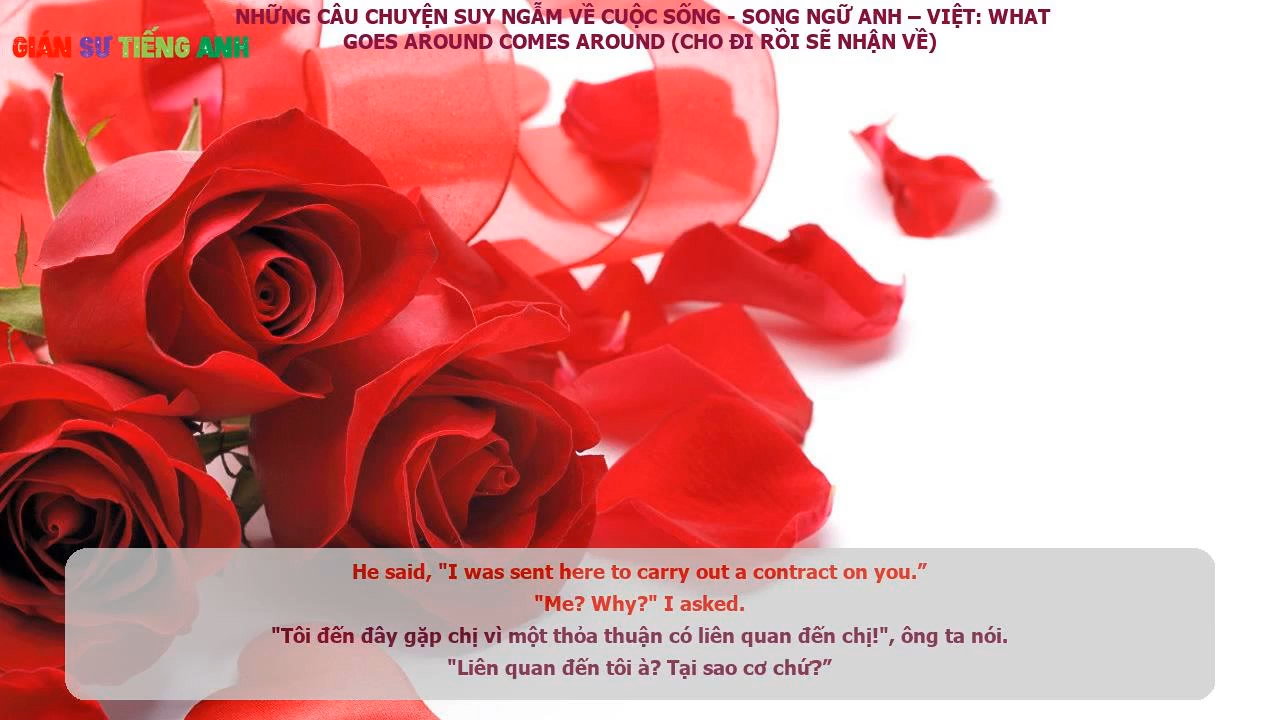 NHỮNG CÂU CHUYỆN SUY NGẪM VỀ CUỘC SỐNG - SONG NGỮ ANH – VIỆT: WHAT
GOES AROUND COMES AROUND (CHO ĐI RỒI SẼ NHẬN VỀ)
GIÁN SỨ TIẾNG ANH
He said, "I was sent here to carry out a contract on you.”
"Me? Why?" I asked.
"Tôi đến đây gặp chị vì một thỏa thuận có liên quan đến chị!", ông ta nói.
"Liên quan đến tôi à? Tại sao cơ chứ?”